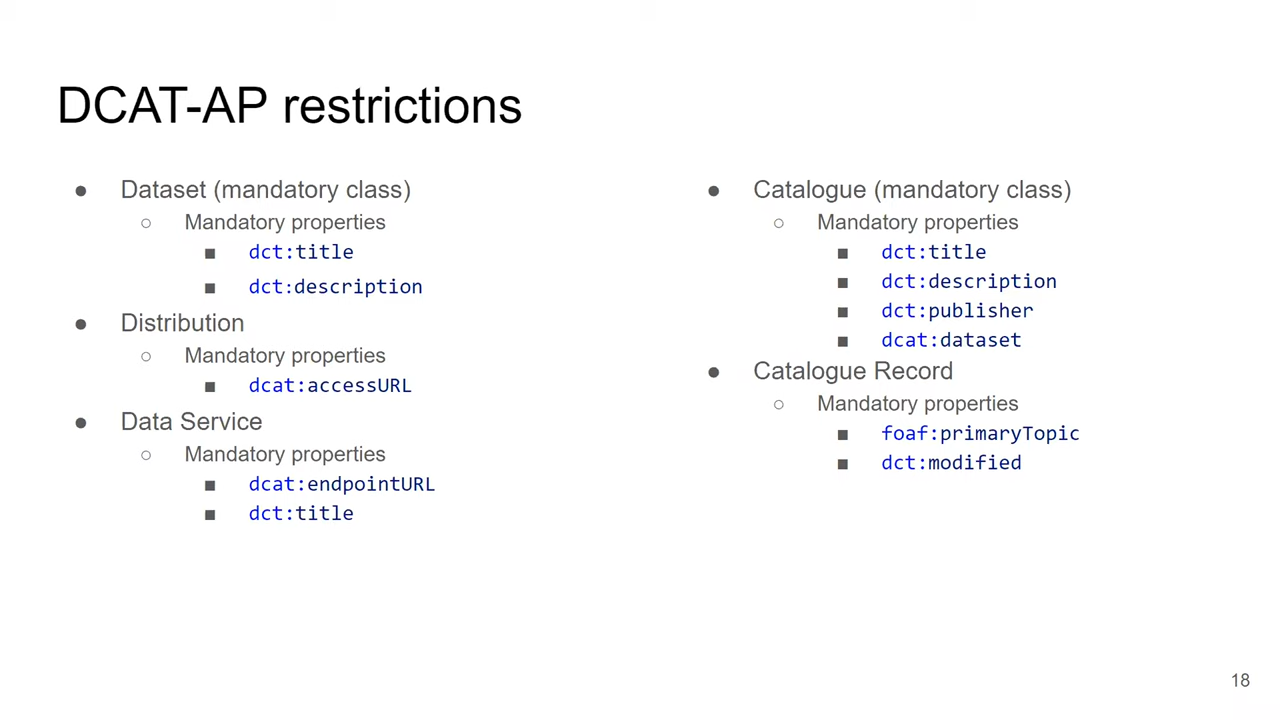 DCAT-AP restrictions
● Dataset (mandatory class)
○ Mandatory properties
■ dct:title
■ dct:description
● Distribution
○ Mandatory properties
■ dcat:accessURL
● Data Service
○ Mandatory properties
■ dcat:endpointURL
■ dct:title
● Catalogue (mandatory class)
○ Mandatory properties
■ dct:title
■ dct:description
■ dct:publisher
■ dcat:dataset
● Catalogue Record
○ Mandatory properties
■ foaf:primaryTopic
■ dct:modified
18